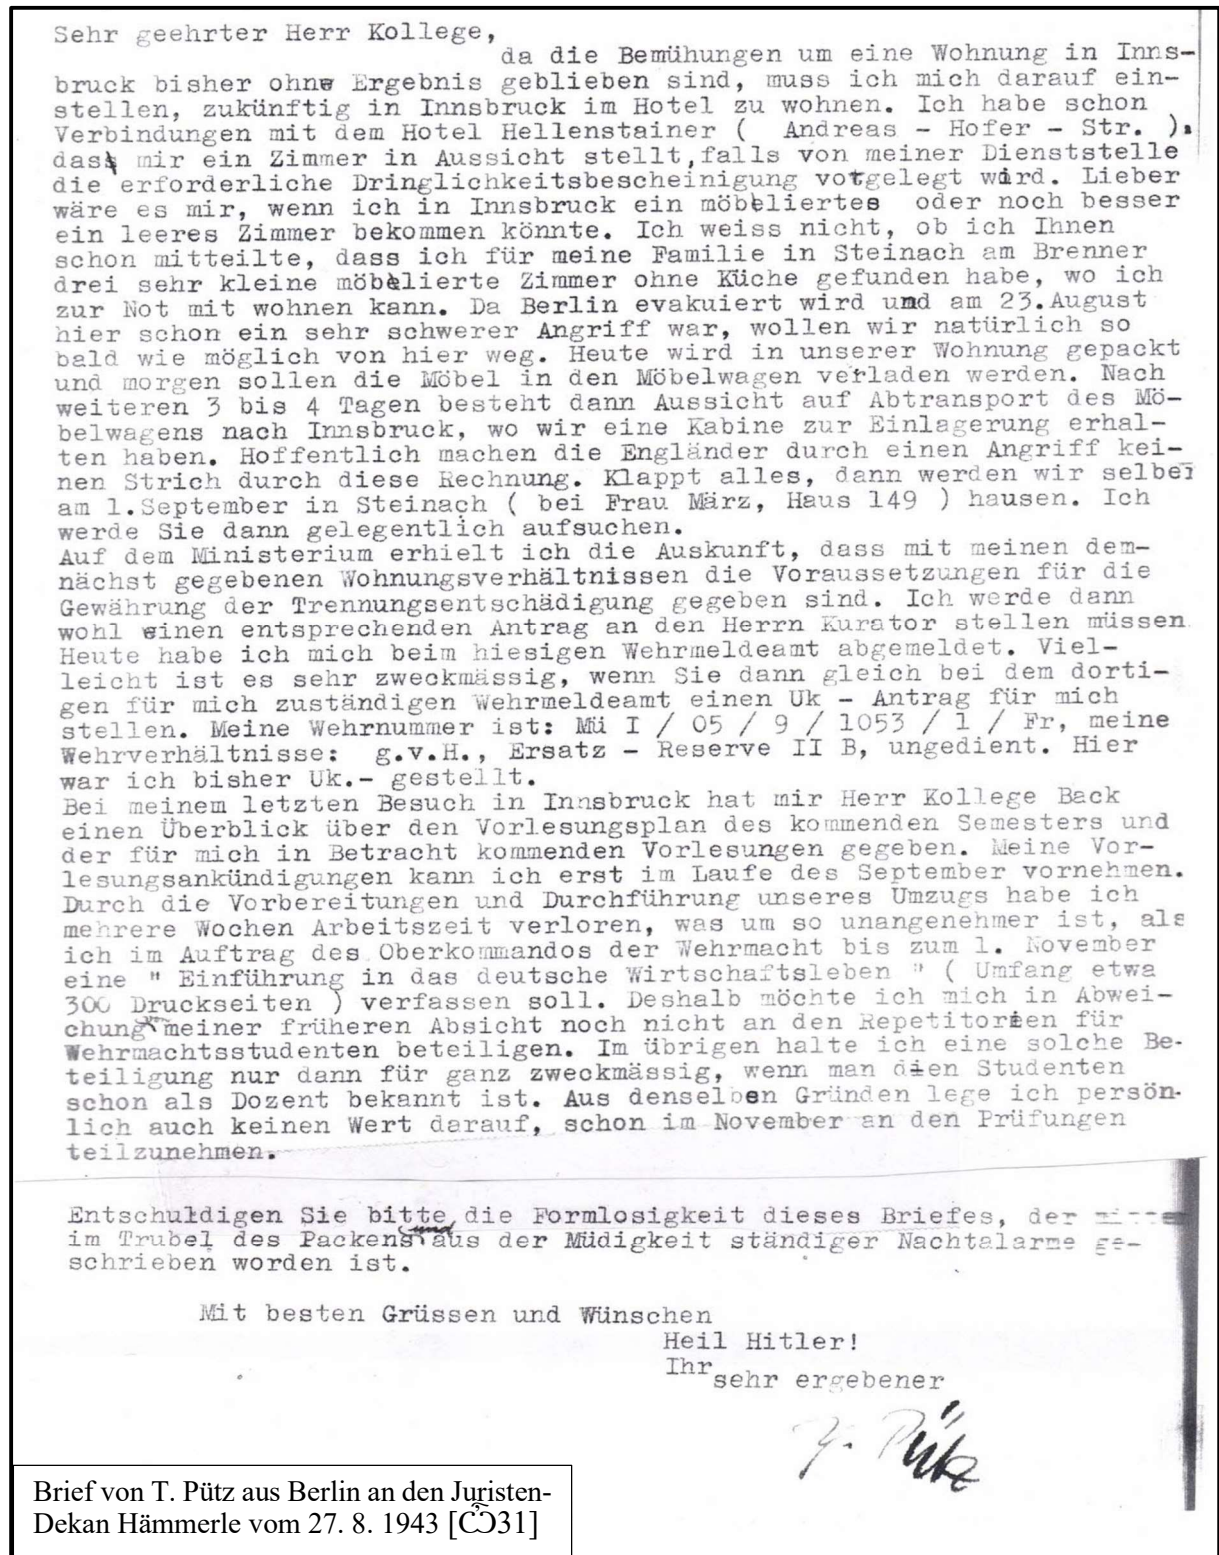 Sehr geehrter Herr Kollege,
da die Bemühungen um eine Wohnung in Inns-
bruck bisher ohne Ergebnis geblieben sind, muss ich mich darauf ein-
stellen, zukünftig in Innsbruck im Hotel zu wohnen. Ich habe schon
Verbindungen mit dem Hotel Hellenstainer ( Andreas - Hofer - Str. ).
das mir ein Zimmer in Aussicht stellt,falls von meiner Dienststelle
die erforderliche Dringlichkeitsbescheinigung votgelegt wird. Lieber
wäre es mir, wenn ich in Innsbruck ein möbeliertes oder noch besser
ein leeres Zimmer bekommen könnte. Ich weiss nicht, ob ich Ihnen
schon mitteilte, dass ich für meine Familie in Steinach am Brenner
drei sehr kleine möbelierte Zimmer ohne Küche gefunden habe, wo ich
zur Not mit wohnen kann. Da Berlin evakuiert wird und am 23.August
hier schon ein sehr schwerer Angriff war, wollen wir natürlich so
bald wie möglich von hier weg. Heute wird in unserer Wohnung gepackt
und morgen sollen die Möbel in den Möbelwagen verladen werden. Nach
weiteren 3 bis 4 Tagen besteht dann Aussicht auf Abtransport des Mö-
belwagens nach Innsbruck, wo wir eine Kabine zur Einlagerung erhal-
ten haben. Hoffentlich machen die Engländer durch einen Angriff kei-
nen Strich durch diese Rechnung. Klappt alles, dann werden wir selber
am 1.September in Steinach ( bei Frau März, Haus 149 ) hausen. Ich
werde Sie dann gelegentlich aufsuchen.
Auf dem Ministerium erhielt ich die Auskunft, dass mit meinen dem-
nächst gegebenen Wohnungsverhältnissen die Voraussetzungen für die
Gewährung der Trennungsentschädigung gegeben sind. Ich werde dann
wohl einen entsprechenden Antrag an den Herrn Kurator stellen müssen
Heute habe ich mich beim hiesigen Wehrmeldeamt abgemeldet. Viel-
leicht ist es sehr zweckmässig, wenn Sie dann gleich bei dem dorti-
gen für mich zuständigen Wehrmeldeamt einen Uk - Antrag für mich
stellen. Meine Wehrnummer ist: Mü I / 05 / 9 / 1053 / 1 / Fr, meine
Wehrverhältnisse: g.v.H., Ersatz - Reserve II B, ungedient. Hier
war ich bisher Uk.- gestellt.
Bei meinem letzten Besuch in Innsbruck hat mir Herr Kollege Back
einen Überblick über den Vorlesungsplan des kommenden Semesters und
der für mich in Betracht kommenden Vorlesungen gegeben. Meine Vor-
lesungsankündigungen kann ich erst im Laufe des September vornehmen.
Durch die Vorbereitungen und Durchführung unseres Umzugs habe ich
mehrere Wochen Arbeitszeit verloren, was um so unangenehmer ist, als
ich im Auftrag des Oberkommandos der Wehrmacht bis zum 1. November
eine " Einführung in das deutsche Wirtschaftsleben " ( Umfang etwa
300 Druckseiten ) verfassen soll. Deshalb möchte ich mich in Abwei-
chung von meiner früheren Absicht noch nicht an den Repetitorien für
Wehrmachtsstudenten beteiligen. Im übrigen halte ich eine solche Be-
teiligung nur dann für ganz zweckmässig, wenn man dien Studenten
schon als Dozent bekannt ist. Aus denselben Gründen lege ich persön-
lich auch keinen Wert darauf, schon im November an den Prüfungen
teilzunehmen.
Entschuldigen Sie bitte, die Formlosigkeit dieses Briefes, der mitten
im Trubel des Packens und aus der Müdigkeit ständiger Nachtalarme ge-
schrieben worden ist.
Mit besten Grüssen und Wünschen
Heil Hitler!
Ihr
sehr ergebener
Pütz
Brief von T. Pütz aus Berlin an den Juristen-
Dekan Hämmerle vom 27. 8. 1943